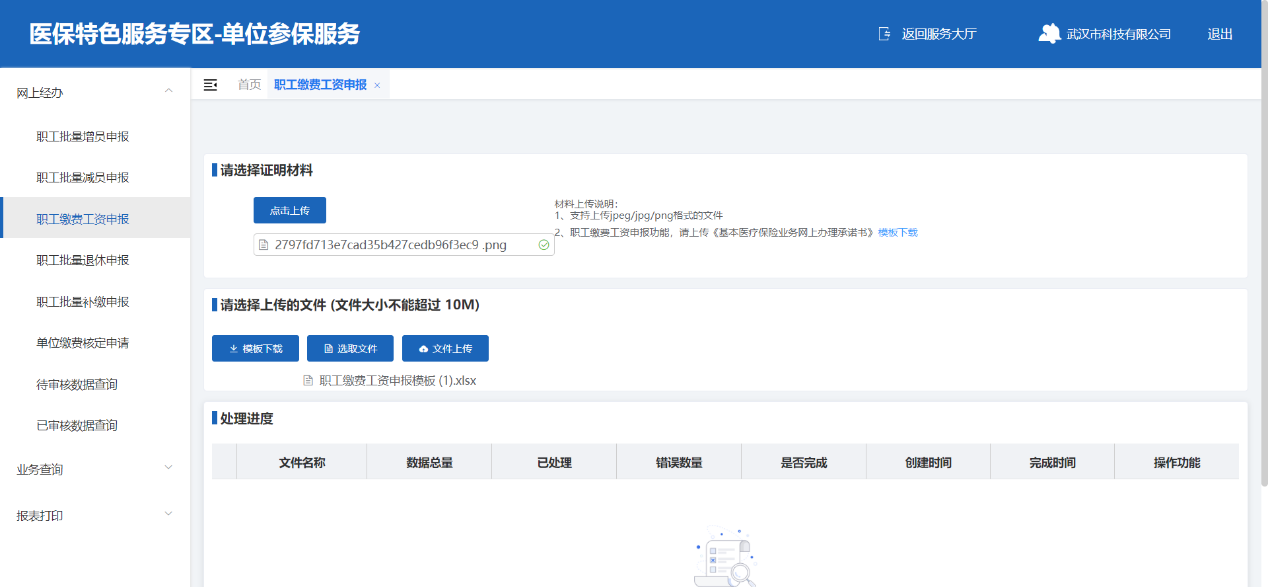 医保特色服务专区-单位参保服务
返回服务大厅
武汉市科技有限公司
退出
网上经办
职工批量增员申报
职工批量减员申报
职工缴费工资申报
职工批量退休申报
职工批量补缴申报
单位缴费核定申请
待审核数据查询
已审核数据查询
业务查询
报表打印
首页
职工缴费工资申报 ×
请选择证明材料
点击上传
2797fd713e7cad35b427cedb96f3ec9 .png
材料上传说明：
1、支持上传jpeg/jpg/png格式的文件
2、职工缴费工资申报功能，请上传《基本医疗保险业务网上办理承诺书》 模板下载
请选择上传的文件 (文件大小不能超过 10M)
模板下载
选取文件
文件上传
职工缴费工资申报模板 (1).xlsx
处理进度
文件名称 数据总量 已处理 错误数量 是否完成 创建时间 完成时间 操作功能